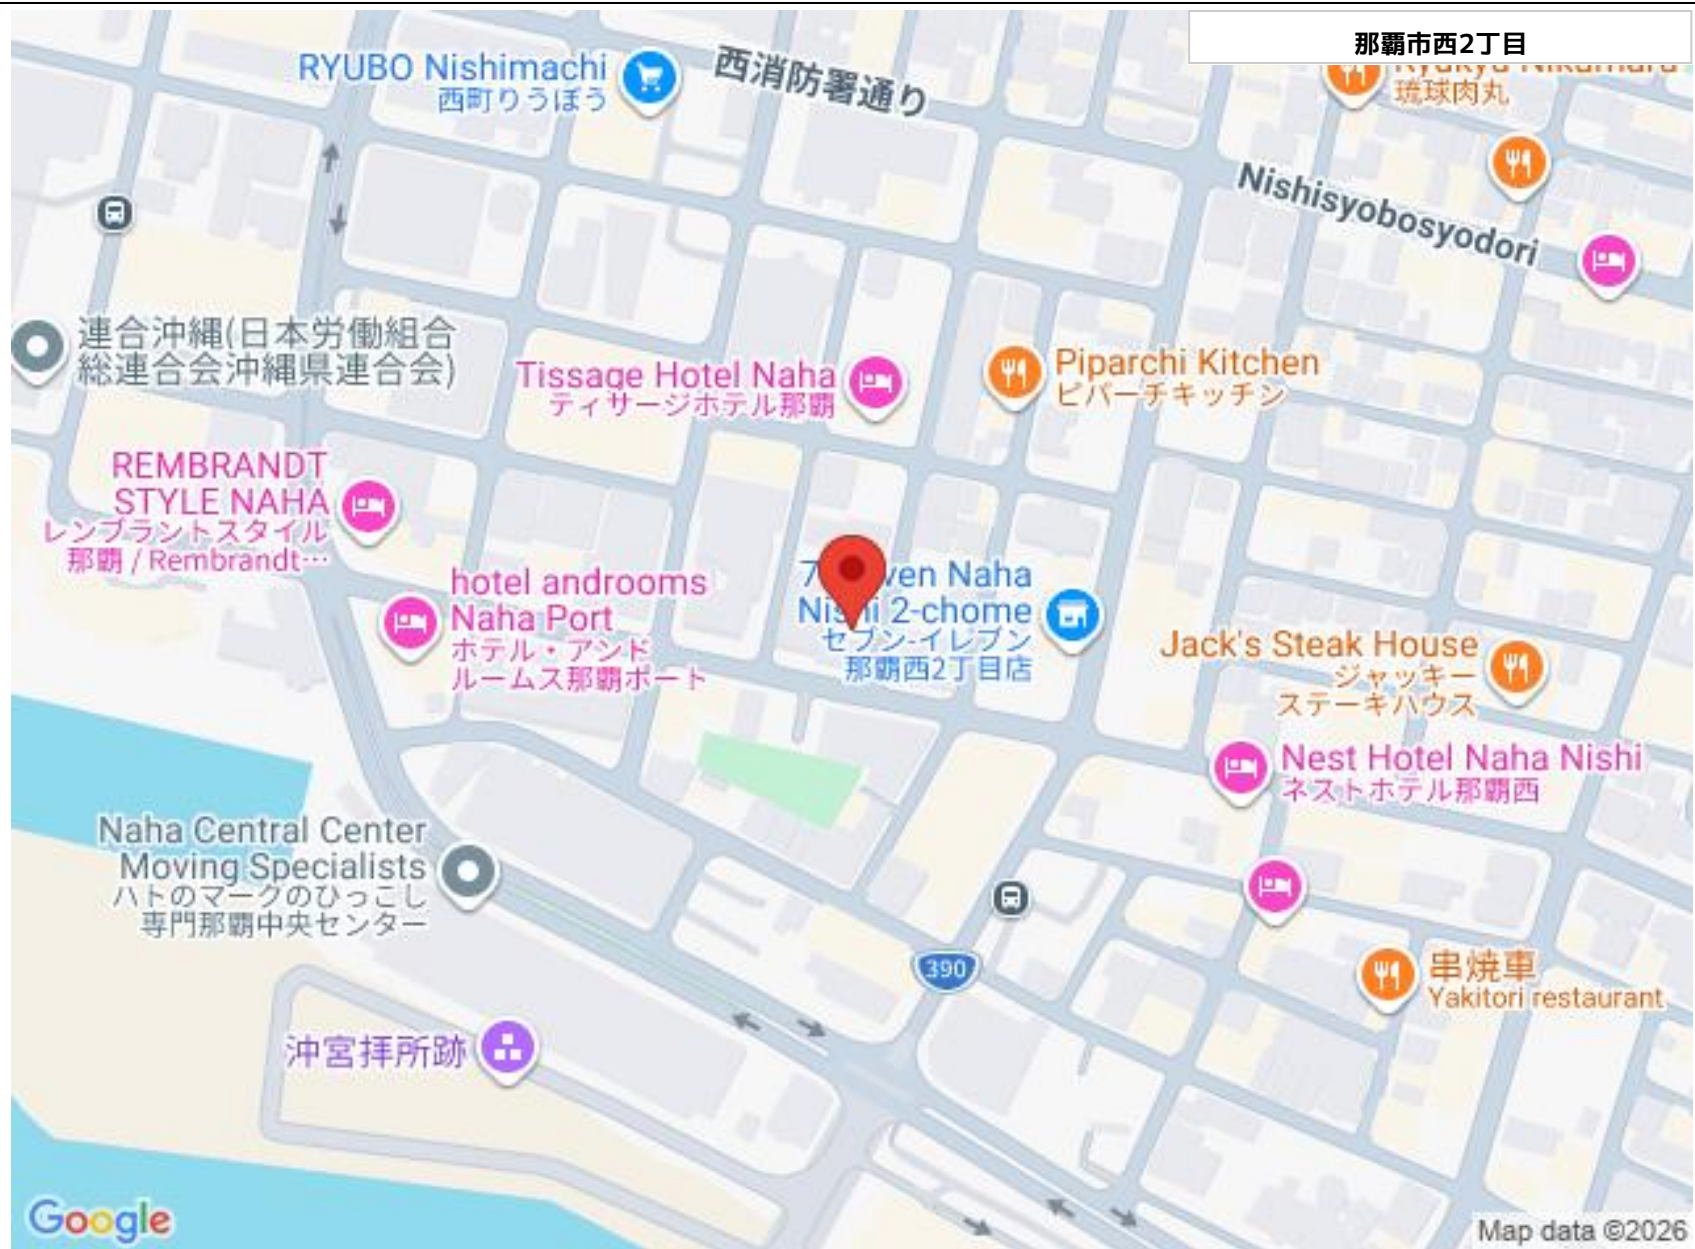 那覇市西2丁目
RYUBO Nishimachi
西町りうぼう
西消防署通り
琉球肉丸
Nishisyobosyodori
連合沖縄(日本労働組合
総連合会沖縄県連合会)
Tissage Hotel Naha
ティサージホテル那覇
Piparchi Kitchen
ピパーチキッチン
REMBRANDT
STYLE NAHA
レンブラントスタイル
那覇 / Rembrandt…
hotel androoms
Naha Port
ホテル・アンド
ルームス那覇ポート
Naha
2-chome
セブン-イレブン
那覇西2丁目店
Jack's Steak House
ジャッキー
ステーキハウス
Nest Hotel Naha Nishi
ネストホテル那覇西
Naha Central Center
Moving Specialists
ハトのマークのひっこし
専門那覇中央センター
390
串焼車
Yakitori restaurant
沖宮拝所跡
Google
Map data ©2026